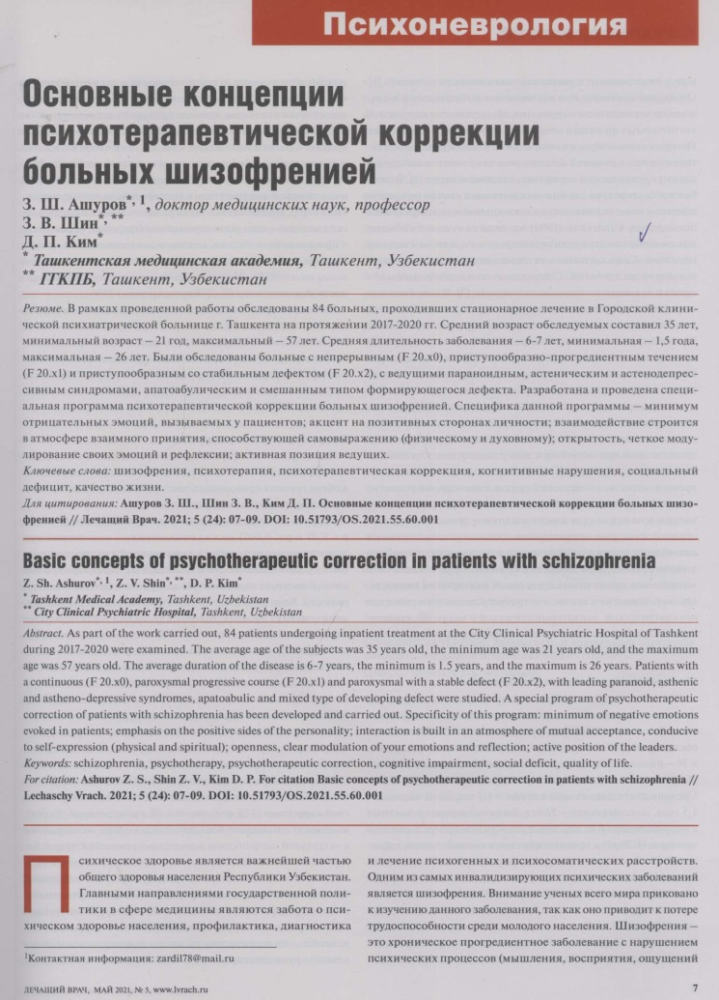 Психоневрология
Основные концепции
психотерапевтической коррекции
больных шизофренией
З. Ш. Ашуров*, 1, доктор медицинских наук, профессор
З. В. Шин*, **
Д. П. Ким*
* Ташкентская медицинская академия, Ташкент, Узбекистан
** ГГКПБ, Ташкент, Узбекистан
Резюме. В рамках проведенной работы обследованы 84 больных, проходивших стационарное лечение в Городской клини-
ческой психиатрической больнице г. Ташкента на протяжении 2017-2020 гг. Средний возраст обследуемых составил 35 лет,
минимальный возраст – 21 год, максимальный – 57 лет. Средняя длительность заболевания – 6-7 лет, минимальная – 1,5 года,
максимальная – 26 лет. Были обследованы больные с непрерывным (F 20.x0), приступообразно-прогредиентным течением
(F 20.x1) и приступообразным со стабильным дефектом (F 20.x2), с ведущими параноидным, астеническим и астенодепрес-
сивным синдромами, апатоабулическим и смешанным типом формирующегося дефекта. Разработана и проведена специ-
альная программа психотерапевтической коррекции больных шизофренией. Специфика данной программы – минимум
отрицательных эмоций, вызываемых у пациентов; акцент на позитивных сторонах личности; взаимодействие строится
в атмосфере взаимного принятия, способствующей самовыражению (физическому и духовному); открытость, четкое моду-
лирование своих эмоций и рефлексии; активная позиция ведущих.
Ключевые слова: шизофрения, психотерапия, психотерапевтическая коррекция, когнитивные нарушения, социальный
дефицит, качество жизни.
Для цитирования: Ашуров З. Ш., Шин З. В., Ким Д. П. Основные концепции психотерапевтической коррекции больных шизо-
френией // Лечащий Врач. 2021; 5 (24): 07-09. DOI: 10.51793/OS.2021.55.60.001
Basic concepts of psychotherapeutic correction in patients with schizophrenia
Z. Sh. Ashurov*, 1, Z. V. Shin*, **, D. P. Kim*
* Tashkent Medical Academy, Tashkent, Uzbekistan
** City Clinical Psychiatric Hospital, Tashkent, Uzbekistan
Abstract. As part of the work carried out, 84 patients undergoing inpatient treatment at the City Clinical Psychiatric Hospital of Tashkent
during 2017-2020 were examined. The average age of the subjects was 35 years old, the minimum age was 21 years old, and the maximum
age was 57 years old. The average duration of the disease is 6-7 years, the minimum is 1.5 years, and the maximum is 26 years. Patients with
a continuous (F 20.x0), paroxysmal progressive course (F 20.x1) and paroxysmal with a stable defect (F 20.x2), with leading paranoid, asthenic
and astheno-depressive syndromes, apatoabulic and mixed type of developing defect were studied. A special program of psychotherapeutic
correction of patients with schizophrenia has been developed and carried out. Specificity of this program: minimum of negative emotions
evoked in patients; emphasis on the positive sides of the personality; interaction is built in an atmosphere of mutual acceptance, conducive
to self-expression (physical and spiritual); openness, clear modulation of your emotions and reflection; active position of the leaders.
Keywords: schizophrenia, psychotherapy, psychotherapeutic correction, cognitive impairment, social deficit, quality of life.
For citation: Ashurov Z. S., Shin Z. V., Kim D. P. For citation Basic concepts of psychotherapeutic correction in patients with schizophrenia //
Lechaschy Vrach. 2021; 5 (24): 07-09. DOI: 10.51793/OS.2021.55.60.001
Психическое здоровье является важнейшей частью
общего здоровья населения Республики Узбекистан.
Главными направлениями государственной поли-
тики в сфере медицины являются забота о пси-
хическом здоровье населения, профилактика, диагностика
1Контактная информация: zardil78@mail.ru
и лечение психогенных и психосоматических расстройств.
Одним из самых инвалидизирующих психических заболеваний
является шизофрения. Внимание ученых всего мира приковано
к изучению данного заболевания, так как оно приводит к потере
трудоспособности среди молодого населения. Шизофрения –
это хроническое прогредиентное заболевание с нарушением
психических процессов (мышления, восприятия, ощущений
ЛЕЧАЩИЙ ВРАЧ, МАЙ 2021, № 5, www.lvrach.ru
7